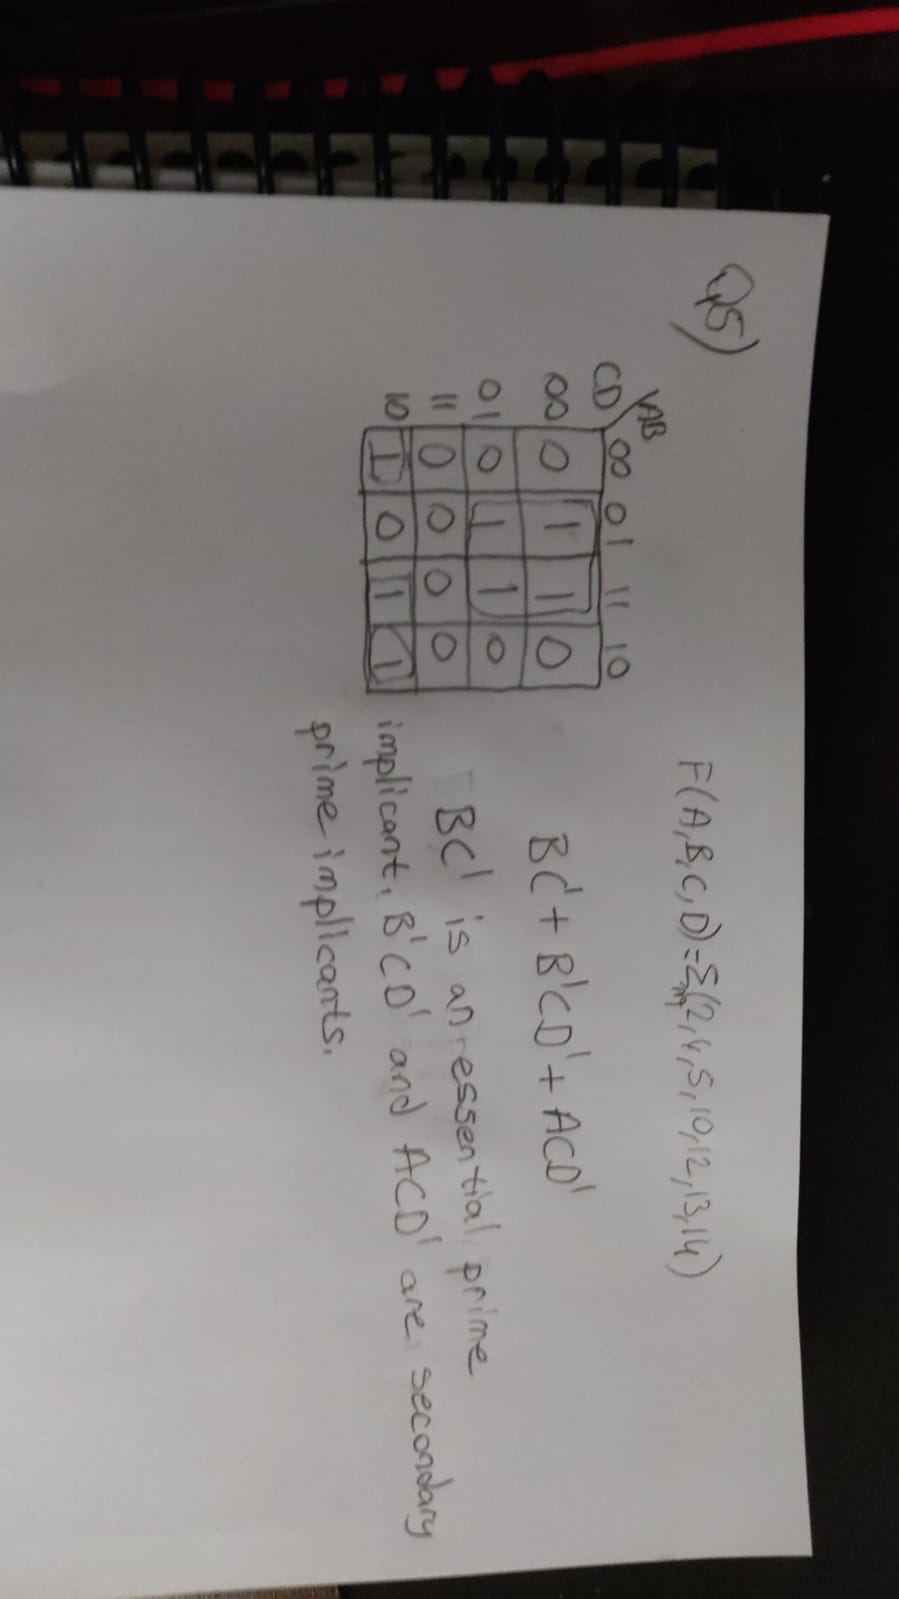 Q5)
F(A,B,C,D)=Σm(2,4,5,10,12,13,14)
CD\AB 00 01 11 10
00 0 1 1 0
01 0 1 1 0
11 0 0 0 0
10 1 0 1 1
BC'+B'CD'+ACD'
BC' is an essential prime
implicant. B'CD' and ACD' are secondary
prime implicants.